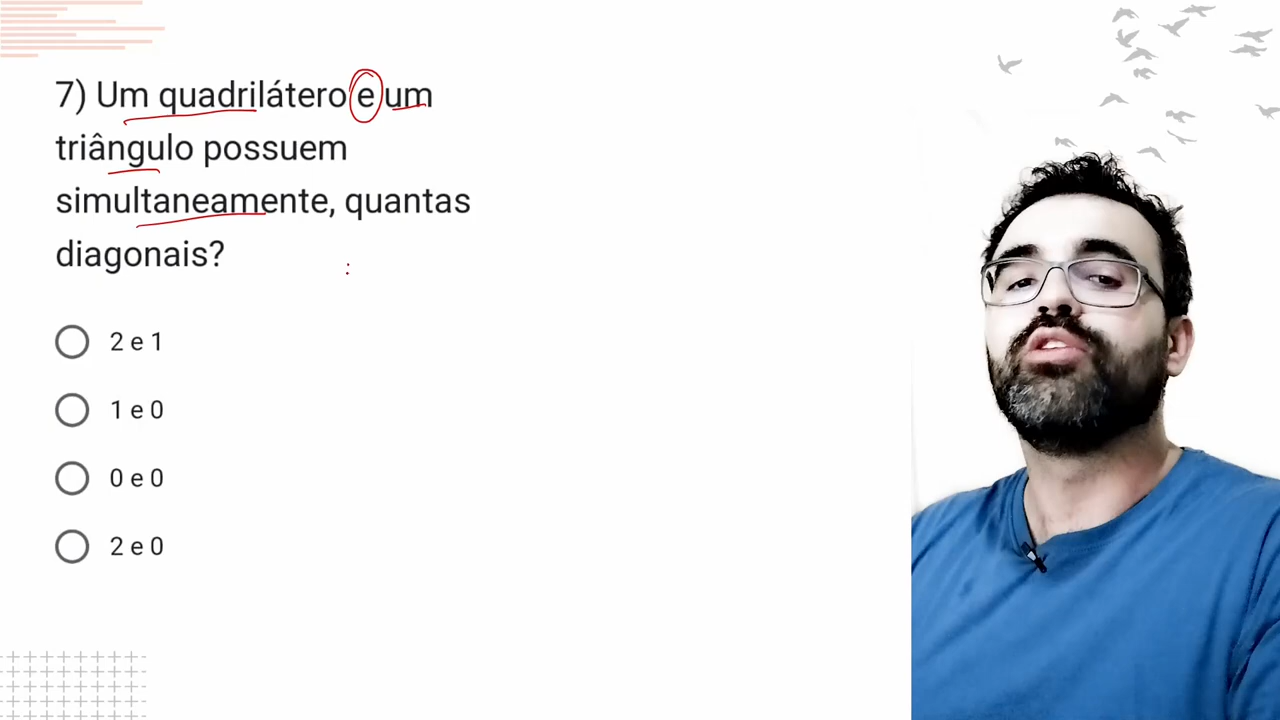 7) Um quadrilátero e um
triângulo possuem
simultaneamente, quantas
diagonais?
2 e 1
1 e 0
0 e 0
2 e 0